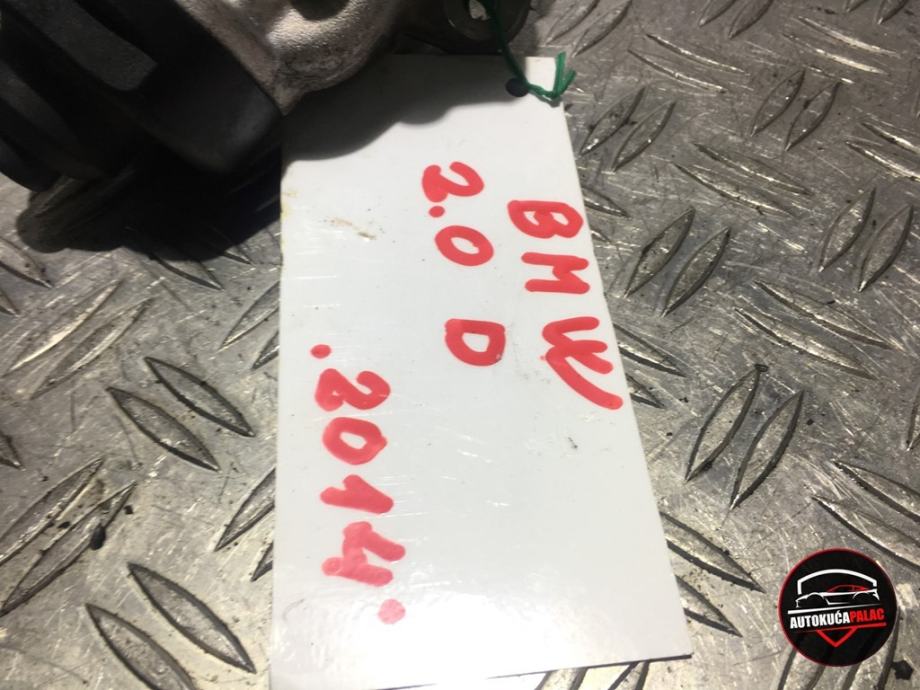 BMW
2.0 D
.2014.
AUTOKUĆAPALAC